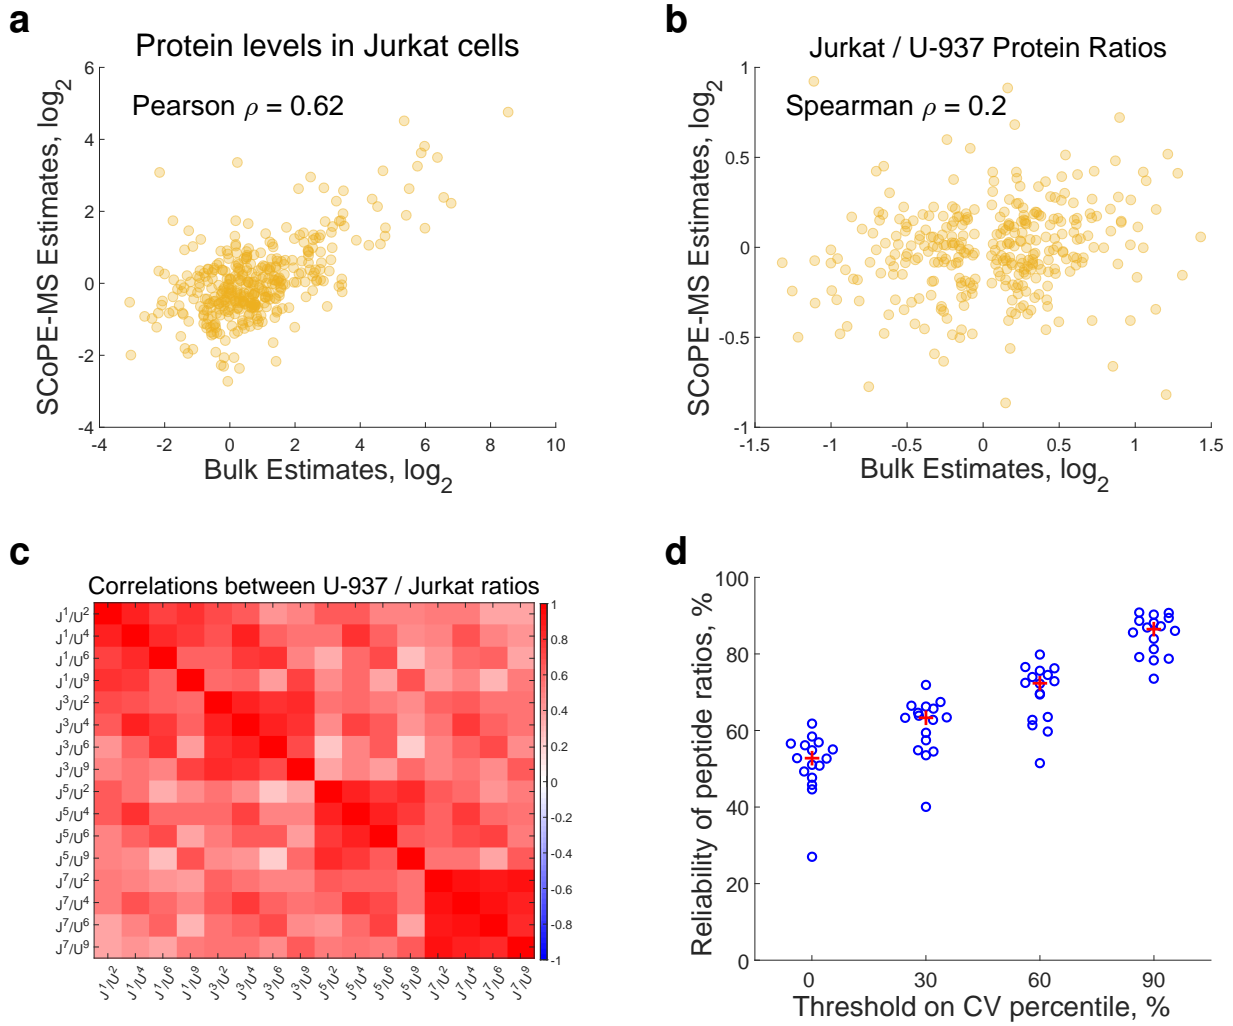 a
Protein levels in Jurkat cells
Pearson ρ = 0.62
6
4
2
0
-2
-4
SCoPE-MS Estimates, log2
-4 -2 0 2 4 6 8 10
Bulk Estimates, log2
b
Jurkat / U-937 Protein Ratios
Spearman ρ = 0.2
1
0.5
0
-0.5
-1
SCoPE-MS Estimates, log2
-1.5 -1 -0.5 0 0.5 1 1.5
Bulk Estimates, log2
c
Correlations between U-937 / Jurkat ratios
J1/U2
J1/U4
J1/U6
J1/U9
J3/U2
J3/U4
J3/U6
J3/U9
J5/U2
J5/U4
J5/U6
J5/U9
J7/U2
J7/U4
J7/U6
J7/U9
J1/U2 J1/U4 J1/U6 J1/U9 J3/U2 J3/U4 J3/U6 J3/U9 J5/U2 J5/U4 J5/U6 J5/U9 J7/U2 J7/U4 J7/U6 J7/U9
1
0.8
0.6
0.4
0.2
0
-0.2
-0.4
-0.6
-0.8
-1
d
100
80
60
40
20
0
Reliability of peptide ratios, %
0 30 60 90
Threshold on CV percentile, %